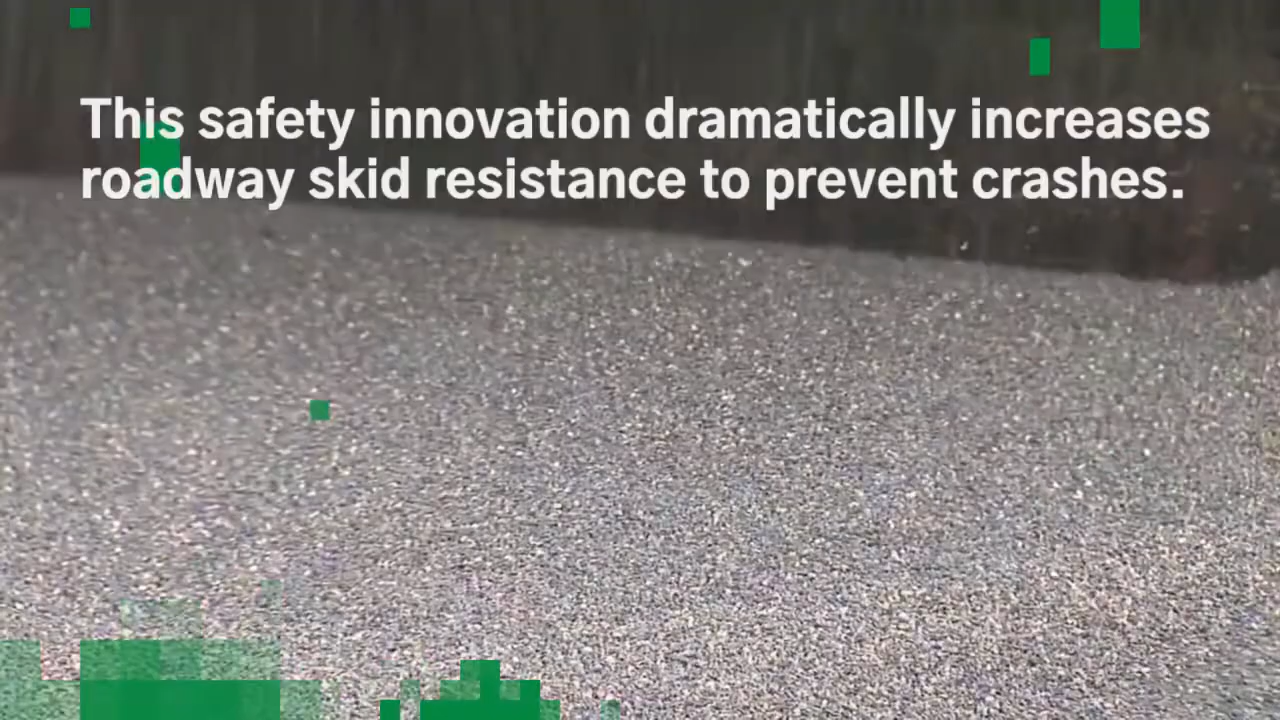 This safety innovation dramatically increases
roadway skid resistance to prevent crashes.